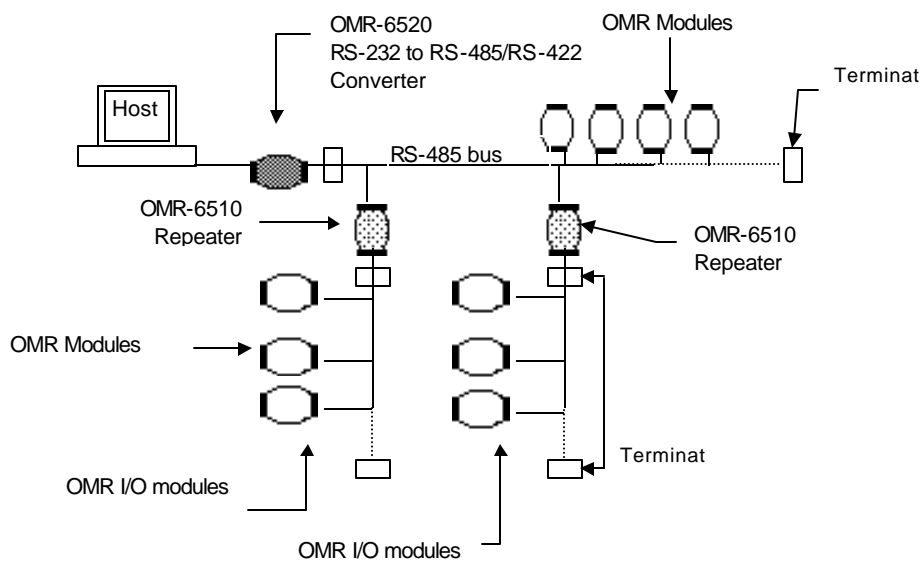 OMR-6520
RS-232 to RS-485/RS-422
Converter
OMR Modules
Terminat
Host
RS-485 bus
OMR-6510
Repeater
OMR-6510
Repeater
OMR Modules
Terminat
OMR I/O modules
OMR I/O modules